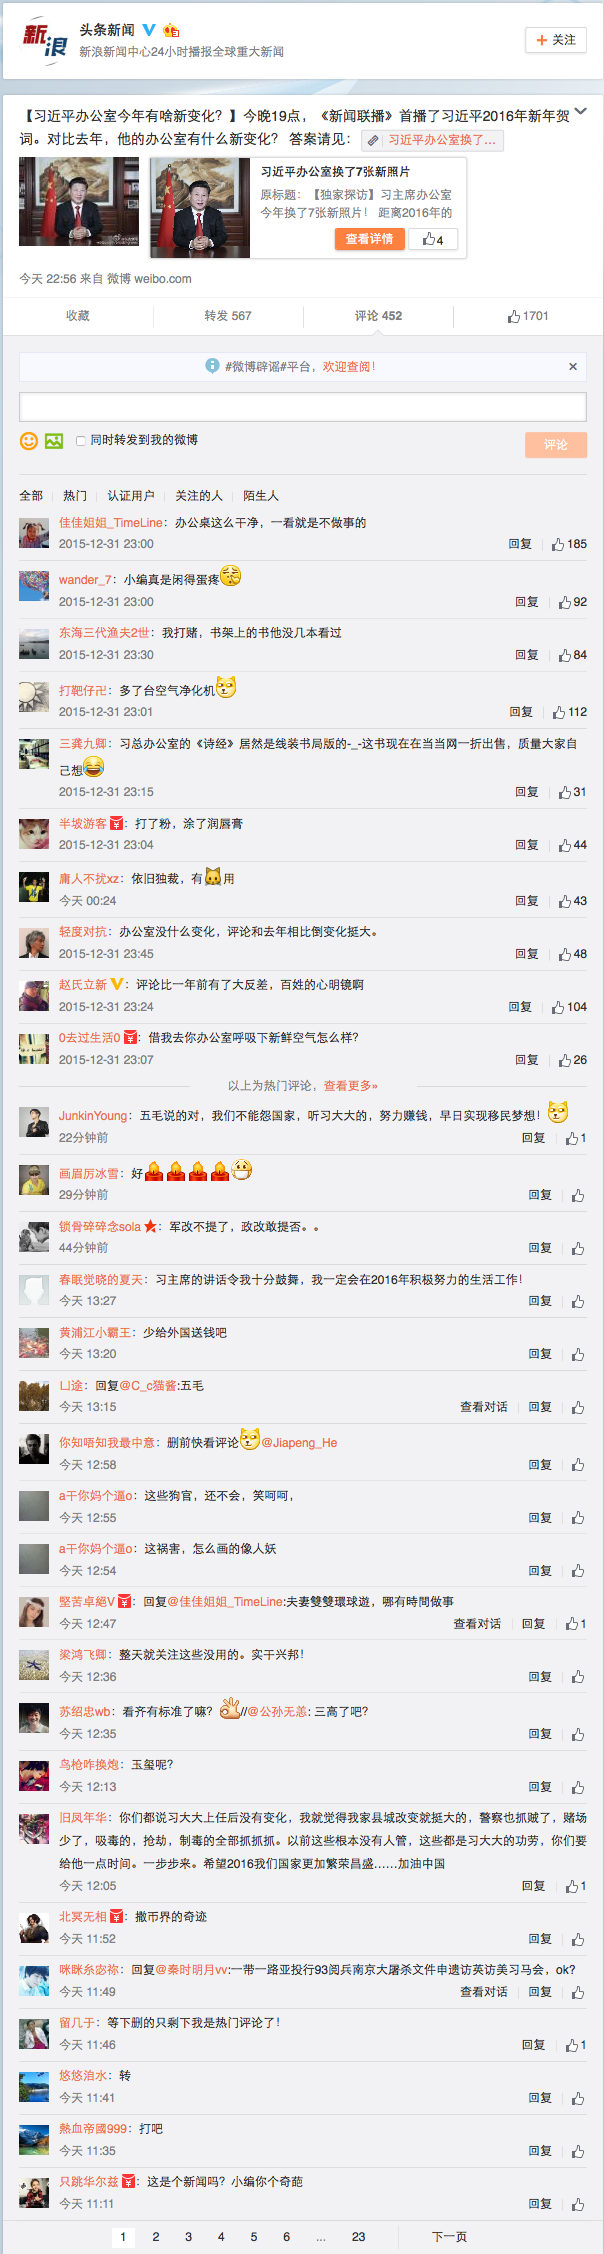 新浪
头条新闻
新浪新闻中心24小时播报全球重大新闻
+ 关注
【习近平办公室今年有啥新变化？】今晚19点，《新闻联播》首播了习近平2016年新年贺
词。对比去年，他的办公室有什么新变化？ 答案请见： 习近平办公室换了...
习近平办公室换了7张新照片
原标题：【独家探访】习主席办公室
今年换了7张新照片！ 距离2016年的
查看详情 4
今天 22:56 来自 微博 weibo.com
收藏 转发 567 评论 452 1701
#微博辟谣#平台，欢迎查阅！ ×
同时转发到我的微博 评论
全部 热门 认证用户 关注的人 陌生人
佳佳姐姐_TimeLine：办公桌这么干净，一看就是不做事的
2015-12-31 23:00 回复 185
wander_7：小编真是闲得蛋疼
2015-12-31 23:00 回复 92
东海三代渔夫2世：我打赌，书架上的书他没几本看过
2015-12-31 23:30 回复 84
打靶仔卍：多了台空气净化机
2015-12-31 23:01 回复 112
三龚九卿：习总办公室的《诗经》居然是线装书局版的-_-这书现在在当当网一折出售，质量大家自
己想
2015-12-31 23:15 回复 31
半坡游客：打了粉，涂了润唇膏
2015-12-31 23:04 回复 44
庸人不扰xz：依旧独裁，有用
今天 00:24 回复 43
轻度对抗：办公室没什么变化，评论和去年相比倒变化挺大。
2015-12-31 23:45 回复 48
赵氏立新：评论比一年前有了大反差，百姓的心明镜啊
2015-12-31 23:24 回复 104
0去过生活0：借我去你办公室呼吸下新鲜空气怎么样?
2015-12-31 23:07 回复 26
以上为热门评论，查看更多»
JunkinYoung：五毛说的对，我们不能怨国家，听习大大的，努力赚钱，早日实现移民梦想！
22分钟前 回复 1
画眉厉冰雪：好
29分钟前 回复
锁骨碎碎念sola：军改不提了，政改敢提否。。
44分钟前 回复
春眠觉晓的夏天：习主席的讲话令我十分鼓舞，我一定会在2016年积极努力的生活工作！
今天 13:27 回复
黄浦江小霸王：少给外国送钱吧
今天 13:20 回复
凵途：回复@C_c猫酱:五毛
今天 13:15 查看对话 回复
你知唔知我最中意：删前快看评论@Jiapeng_He
今天 12:58 回复
a干你妈个逼o：这些狗官，还不会，笑呵呵，
今天 12:55 回复
a干你妈个逼o：这祸害，怎么画的像人妖
今天 12:54 回复
堅苦卓絕V：回复@佳佳姐姐_TimeLine:夫妻雙雙環球遊，哪有時間做事
今天 12:47 查看对话 回复 1
梁鸿飞卿：整天就关注这些没用的。实干兴邦！
今天 12:36 回复
苏绍忠wb：看齐有标准了嘛？//@公孙无恙:三高了吧?
今天 12:35 回复
鸟枪咋换炮：玉玺呢?
今天 12:13 回复
旧凤年华：你们都说习大大上任后没有变化，我就觉得我家县城改变就挺大的，警察也抓贼了，赌场
少了，吸毒的，抢劫，制毒的全部抓抓抓。以前这些根本没有人管，这些都是习大大的功劳，你们要
给他一点时间。一步步来。希望2016我们国家更加繁荣昌盛……加油中国
今天 12:05 回复 1
北冥无相：撒币界的奇迹
今天 11:52 回复
咪咪糸宓祢：回复@秦时明月vv:一带一路亚投行93阅兵南京大屠杀文件申遗访英访美习马会，ok?
今天 11:49 查看对话 回复
留几于：等下删的只剩下我是热门评论了！
今天 11:46 回复 1
悠悠洎水：转
今天 11:41 回复
熱血帝國999：打吧
今天 11:35 回复
只跳华尔兹：这是个新闻吗？小编你个奇葩
今天 11:11 回复
1 2 3 4 5 6 ... 23 下一页